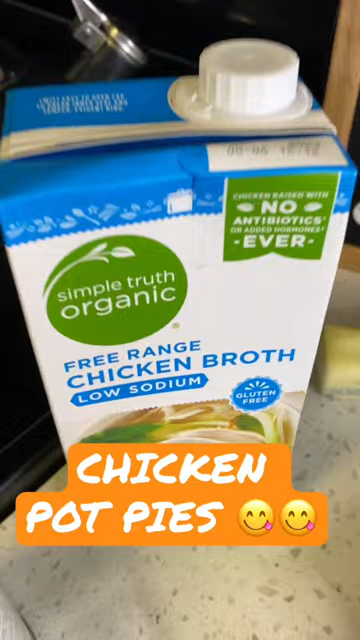 CHICKEN RAISED WITH
NO
ANTIBIOTICS*
OR ADDED HORMONES*
-EVER-
simple truth
organic
®
FREE RANGE
CHICKEN BROTH
LOW SODIUM
GLUTEN
FREE
CHICKEN
POT PIES 😋😋